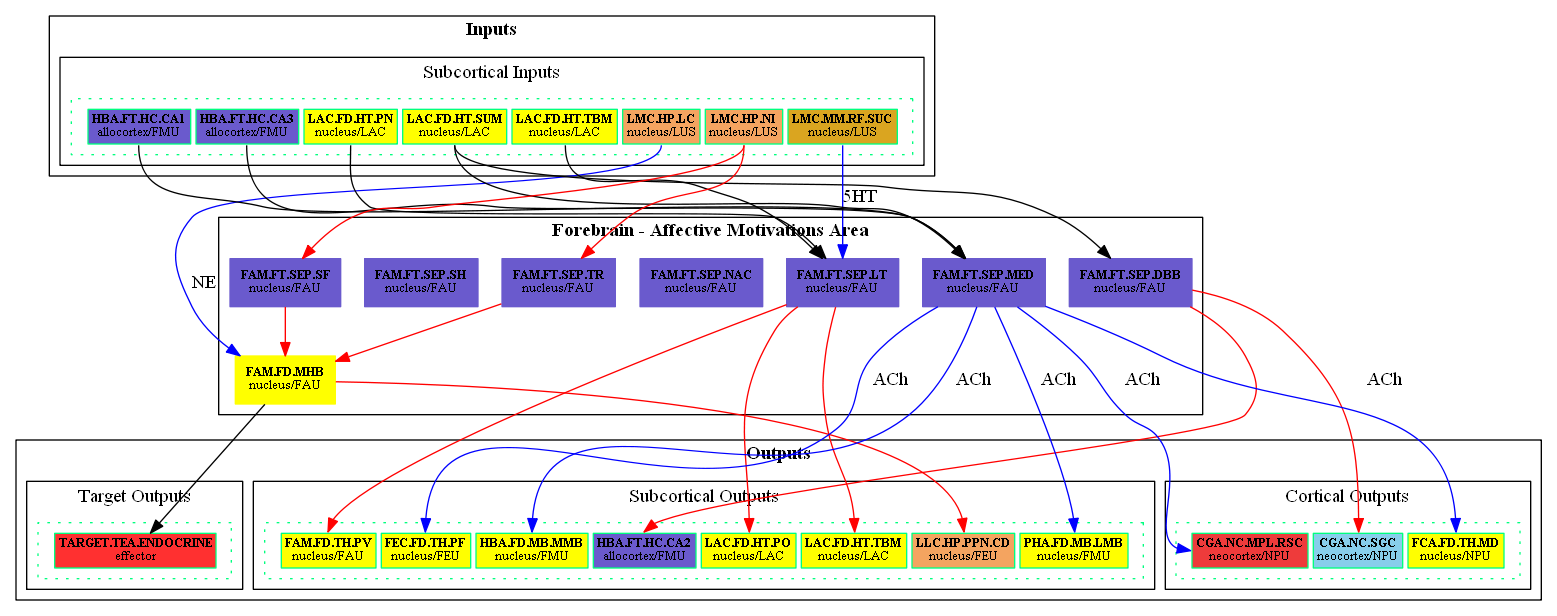 Inputs
Subcortical Inputs
HBA.FT.HC.CA1
allocortex/FMU
HBA.FT.HC.CA3
allocortex/FMU
LAC.FD.HT.PN
nucleus/LAC
LAC.FD.HT.SUM
nucleus/LAC
LAC.FD.HT.TBM
nucleus/LAC
LMC.HP.LC
nucleus/LUS
LMC.HP.NI
nucleus/LUS
LMC.MM.RF.SUC
nucleus/LUS
5HT
Forebrain - Affective Motivations Area
FAM.FT.SEP.SF
nucleus/FAU
FAM.FT.SEP.SH
nucleus/FAU
FAM.FT.SEP.TR
nucleus/FAU
FAM.FT.SEP.NAC
nucleus/FAU
FAM.FT.SEP.LT
nucleus/FAU
FAM.FT.SEP.MED
nucleus/FAU
FAM.FT.SEP.DBB
nucleus/FAU
NE
FAM.FD.MHB
nucleus/FAU
ACh
ACh
ACh
ACh
ACh
Outputs
Target Outputs
TARGET.TEA.ENDOCRINE
effector
Subcortical Outputs
FAM.FD.TH.PV
nucleus/FAU
FEC.FD.TH.PF
nucleus/FEU
HBA.FD.MB.MMB
nucleus/FMU
HBA.FT.HC.CA2
allocortex/FMU
LAC.FD.HT.PO
nucleus/LAC
LAC.FD.HT.TBM
nucleus/LAC
LLC.HP.PPN.CD
nucleus/FEU
PHA.FD.MB.LMB
nucleus/FMU
Cortical Outputs
CGA.NC.MPL.RSC
neocortex/NPU
CGA.NC.SGC
neocortex/NPU
FCA.FD.TH.MD
nucleus/NPU